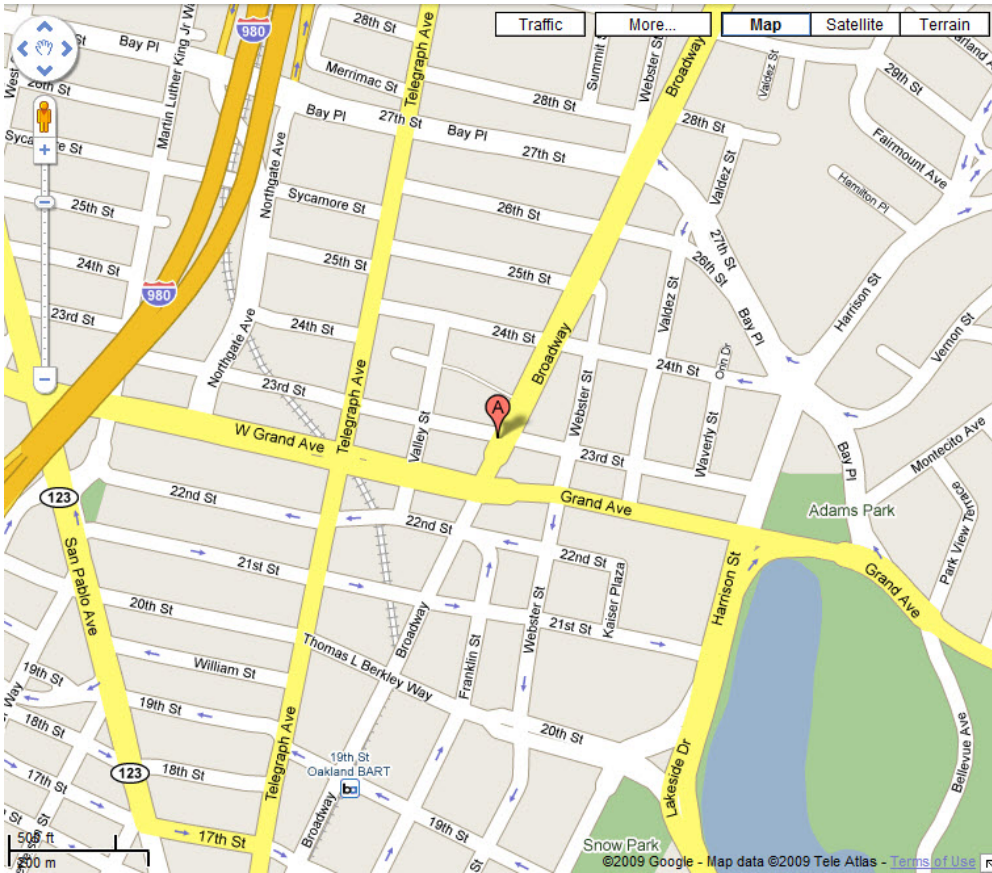 Traffic
More...
Map
Satellite
Terrain
980
28th St
Bay Pl
Martin Luther King Jr Way
Telegraph Ave
Merrimac St
Summit St
Webster St
Broadway
Valdez St
29th St
26th St
28th St
Bay Pl
27th St
Bay Pl
28th St
Fairmount Ave
27th St
Northgate Ave
Valdez St
Hamilton Pl
Sycamore St
25th St
26th St
27th St
26th St
24th St
25th St
25th St
Harrison St
980
23rd St
Northgate Ave
24th St
24th St
Broadway
Valdez St
Bay Pl
Vernon St
23rd St
Telegraph Ave
24th St
Onn Dr
A
Webster St
W Grand Ave
Valley St
23rd St
Waverly St
Bay Pl
Montecito Ave
123
22nd St
Grand Ave
Adams Park
Park View Terrace
22nd St
22nd St
San Pablo Ave
21st St
Harrison St
Grand Ave
20th St
Broadway
Webster St
Kaiser Plaza
21st St
Thomas L Berkley Way
William St
Franklin St
19th St
Way
19th St
Telegraph Ave
20th St
18th St
19th St
Oakland BART
Lakeside Dr
Bellevue Ave
123
18th St
17th St
Broadway
19th St
17th St
500 ft
200 m
Snow Park
©2009 Google - Map data ©2009 Tele Atlas - Terms of Use